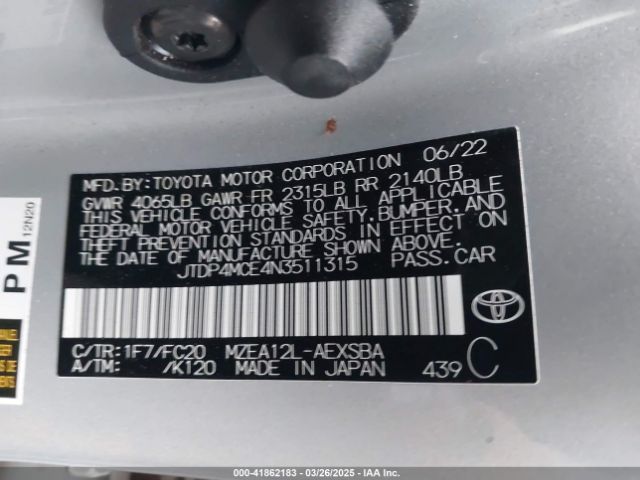 MFD. BY: TOYOTA MOTOR CORPORATION 06/22
GVWR 4065LB GAWR FR 2315LB RR 2140LB
THIS VEHICLE CONFORMS TO ALL APPLICABLE
FEDERAL MOTOR VEHICLE SAFETY, BUMPER, AND
THEFT PREVENTION STANDARDS IN EFFECT ON
THE DATE OF MANUFACTURE SHOWN ABOVE.
JTDP4MCE4N3511315 PASS. CAR
C/TR: 1F7/FC20 MZEA12L-AEXSBA
A/TM: /K120 MADE IN JAPAN 439 C
PM
12N20
000-41862183 / 03/26/2025 / IAAI.COM